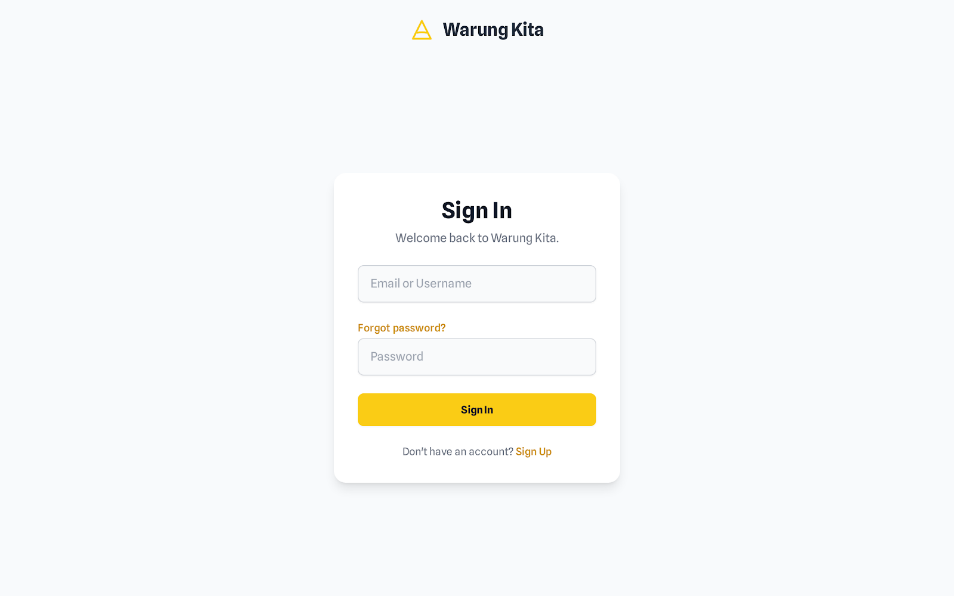 Warung Kita
Sign In
Welcome back to Warung Kita.
Email or Username
Forgot password?
Password
Sign In
Don't have an account? Sign Up